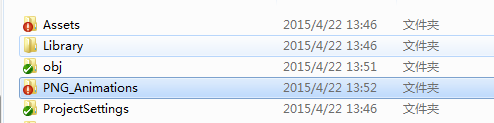 Assets 2015/4/22 13:46 文件夹
Library 2015/4/22 13:46 文件夹
obj 2015/4/22 13:51 文件夹
PNG_Animations 2015/4/22 13:52 文件夹
ProjectSettings 2015/4/22 13:46 文件夹